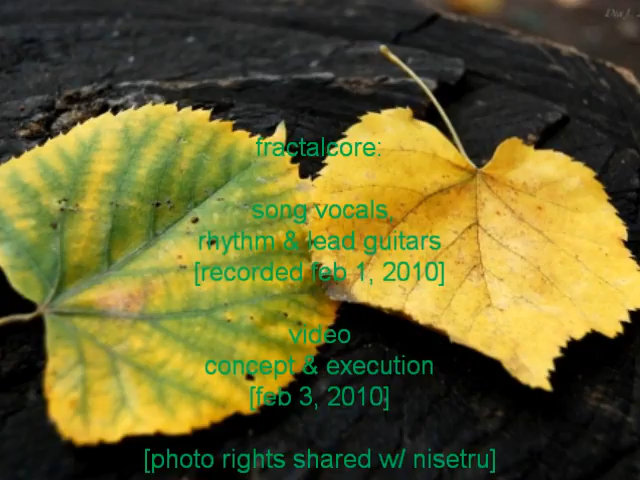 fractalcore:
song vocals,
rhythm & lead guitars
[recorded feb 1, 2010]
video
concept & execution
[feb 3, 2010]
[photo rights shared w/ nisetru]